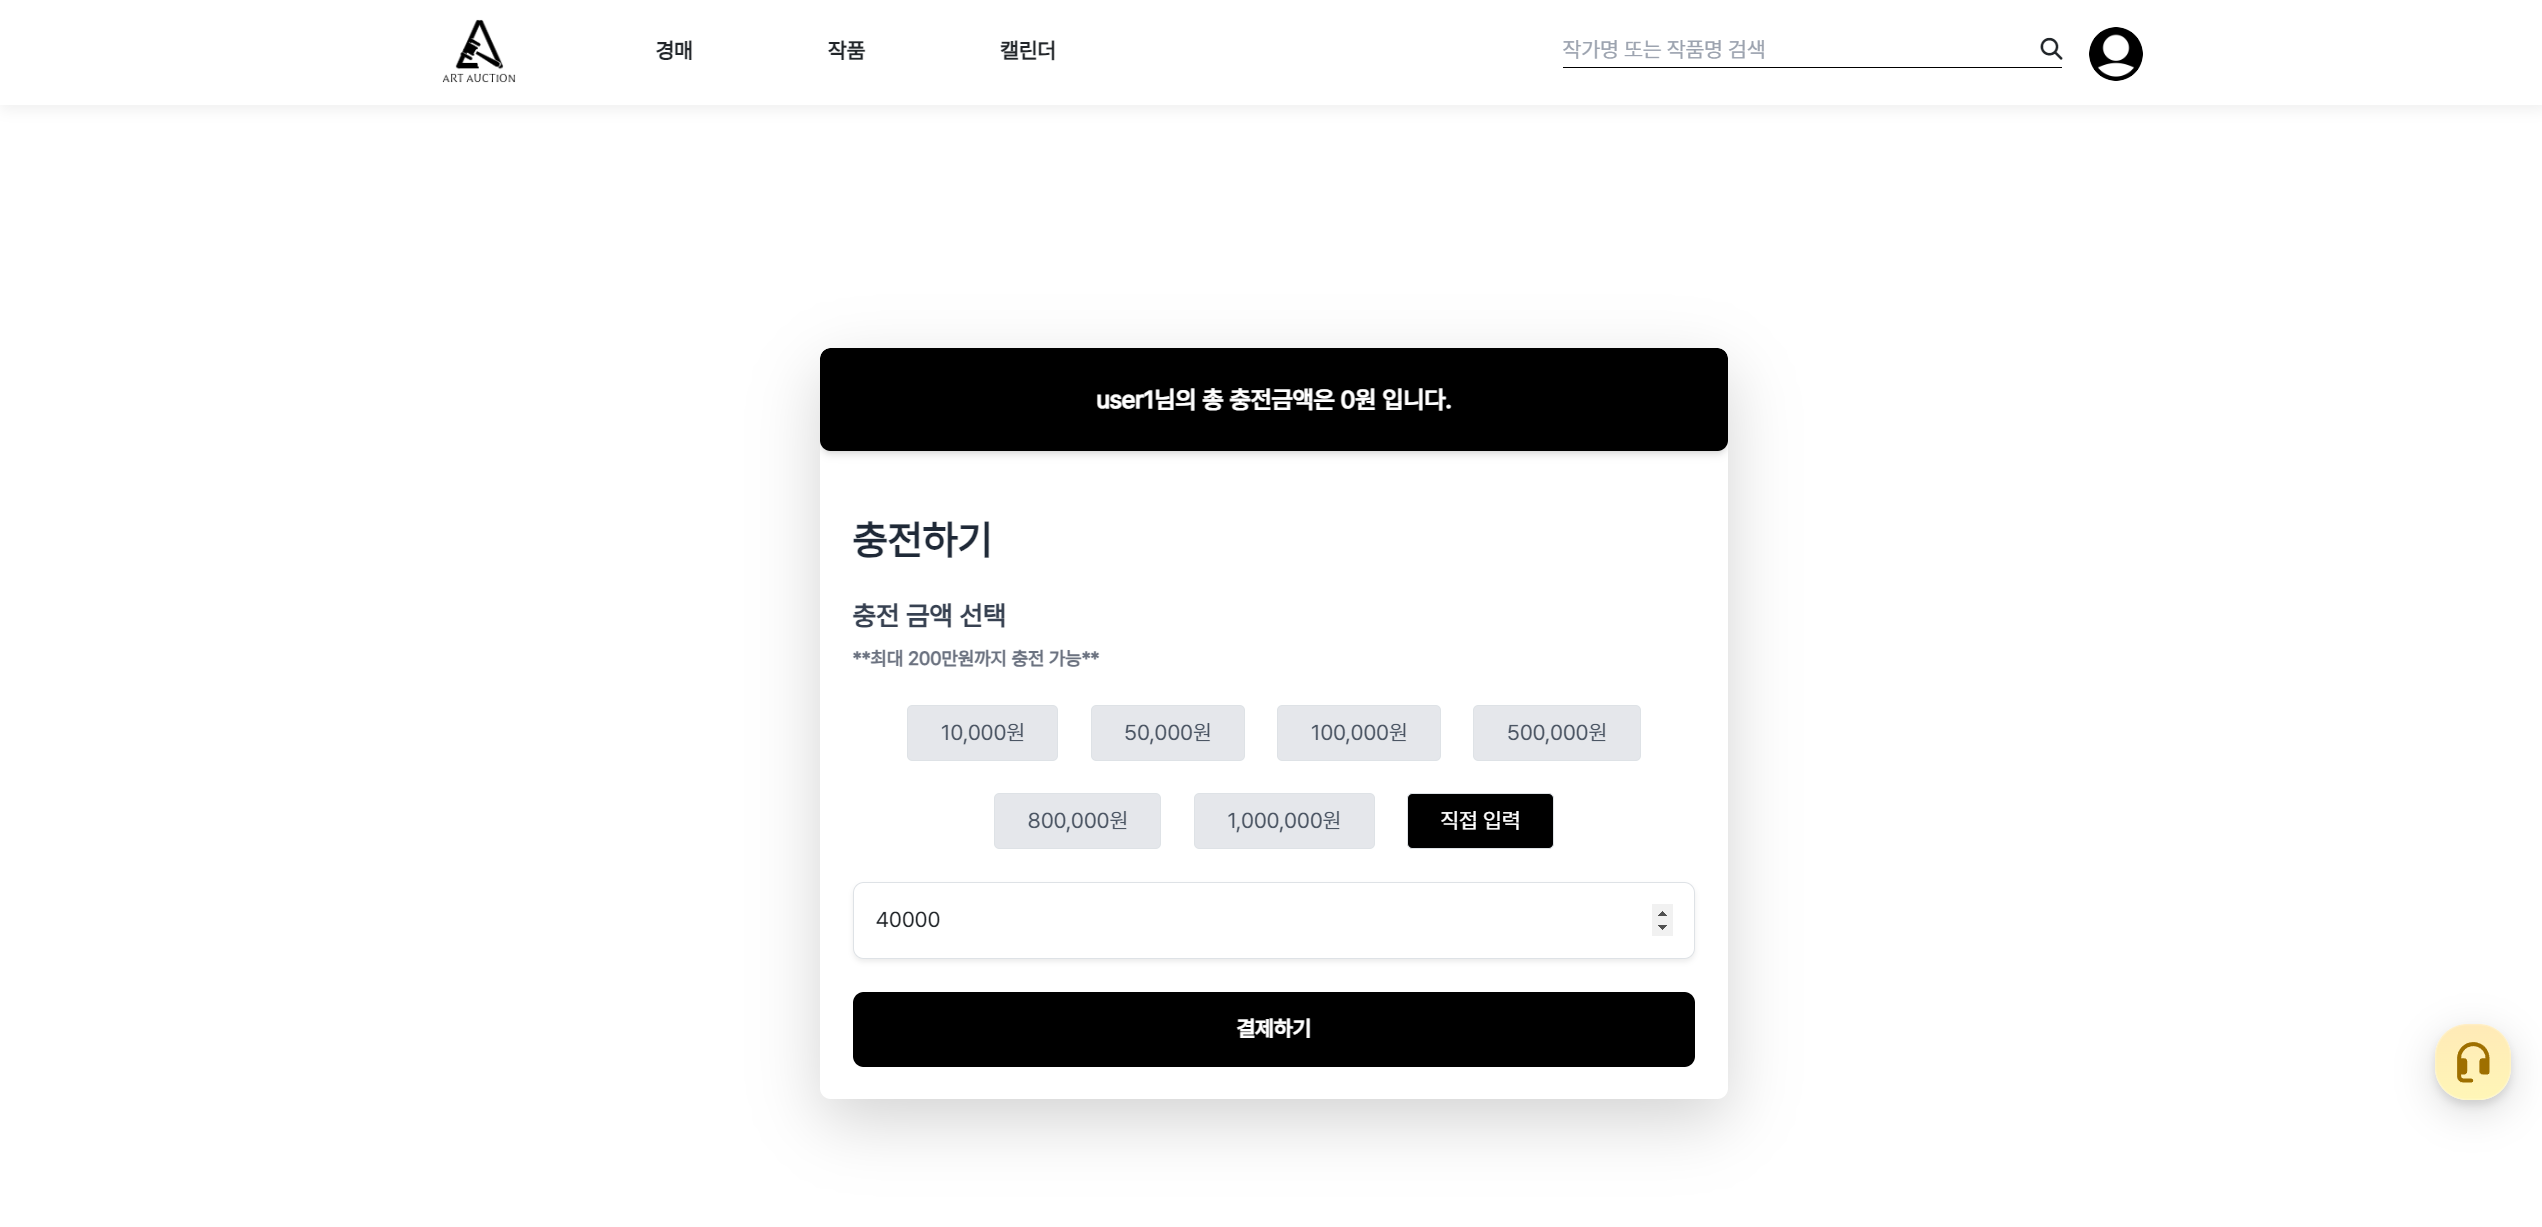 ART AUCTION
경매 작품 캘린더 작가명 또는 작품명 검색
user1님의 총 충전금액은 0원 입니다.
충전하기
충전 금액 선택
**최대 200만원까지 충전 가능**
10,000원 50,000원 100,000원 500,000원
800,000원 1,000,000원 직접 입력
40000
결제하기